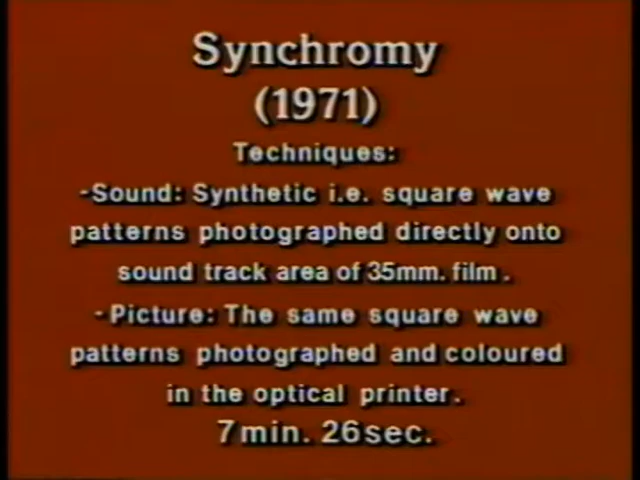 Synchromy
(1971)
Techniques:
-Sound: Synthetic i.e. square wave
patterns photographed directly onto
sound track area of 35mm. film.
-Picture: The same square wave
patterns photographed and coloured
in the optical printer.
7 min. 26 sec.